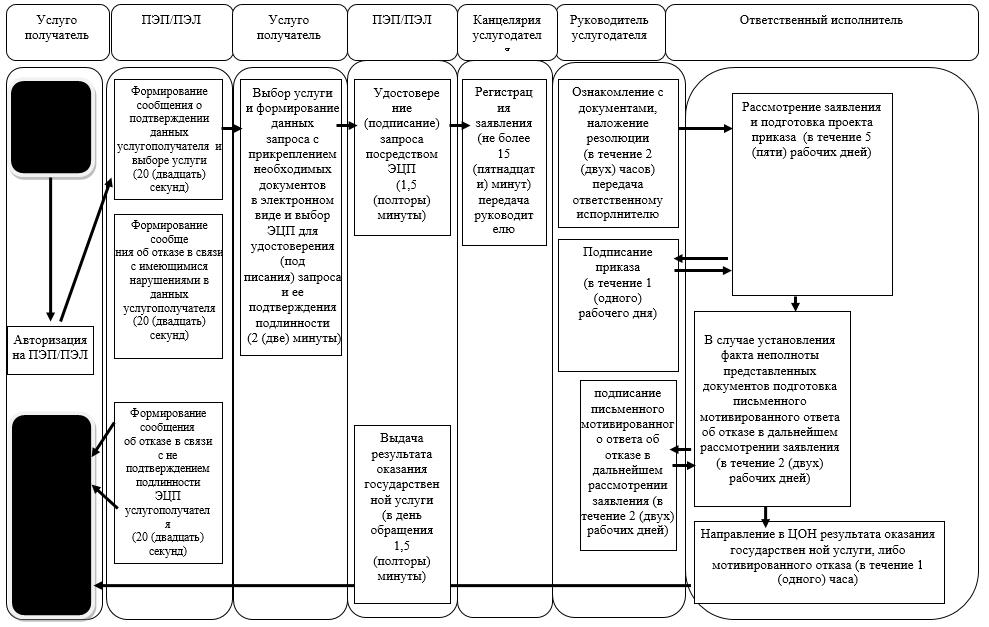 Услуго
получатель
ПЭП/ПЭЛ
Услуго
получатель
ПЭП/ПЭЛ
Канцелярия
услугодател
я
Руководитель
услугодателя
Ответственный исполнитель
Авторизация
на ПЭП/ПЭЛ
Формирование
сообщения о
подтверждении
данных
услугополучателя и
выборе услуги
(20 (двадцать)
секунд)
Формирование
сообще
ния об отказе в связи
с имеющимися
нарушениями в
данных
услугополучателя
(20 (двадцать)
секунд)
Формирование
сообщения
об отказе в связи
с не
подтверждением
подлинности
ЭЦП
услугополучател
я
(20 (двадцать)
секунд)
Выбор услуги
и формирование
данных
запроса с
прикреплением
необходимых
документов
в электронном
виде и выбор
ЭЦП для
удостоверения
(под
писания) запроса
и ее
подтверждения
подлинности
(2 (две) минуты)
Удостовере
ние
(подписание)
запроса
посредством
ЭЦП
(1,5
(полторы)
минуты)
Выдача
результата
оказания
государствен
ной услуги
(в день
обращения
1,5
(полторы)
минуты)
Регистрац
ия
заявления
(не более
15
(пятнадцат
и) минут)
передача
руководит
елю
Ознакомление с
документами,
наложение
резолюции
(в течение 2
(двух) часов)
передача
ответственному
испорлнителю
Подписание
приказа
(в течение 1
(одного)
рабочего дня)
подписание
письменного
мотивированног
о ответа об
отказе в
дальнейшем
рассмотрении
заявления (в
течение 2 (двух)
рабочих дней)
Рассмотрение заявления
и подготовка проекта
приказа (в течение 5
(пяти) рабочих дней)
В случае установления
факта неполноты
представленных
документов подготовка
письменного
мотивированного ответа
об отказе в дальнейшем
рассмотрении заявления
(в течение 2 (двух)
рабочих дней)
Направление в ЦОН результата оказания
государствен ной услуги, либо
мотивированного отказа (в течение 1
(одного) часа)